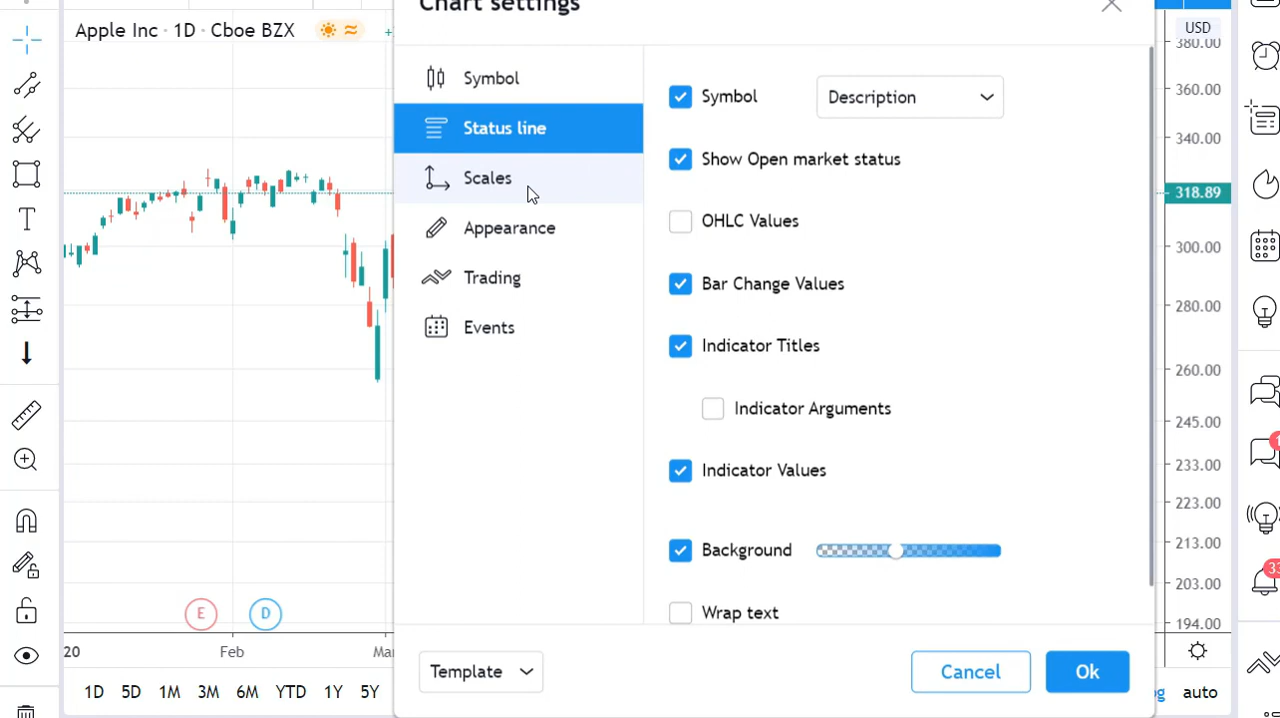 Chart settings
Apple Inc · 1D · Cboe BZX
USD
380.00
360.00
340.00
318.89
300.00
280.00
260.00
245.00
233.00
223.00
213.00
203.00
194.00
Symbol
Status line
Scales
Appearance
Trading
Events
Symbol
Description
Show Open market status
OHLC Values
Bar Change Values
Indicator Titles
Indicator Arguments
Indicator Values
Background
Wrap text
T
E
D
20
Feb
Mar
1D 5D 1M 3M 6M YTD 1Y 5Y
Template
Cancel
Ok
auto
33